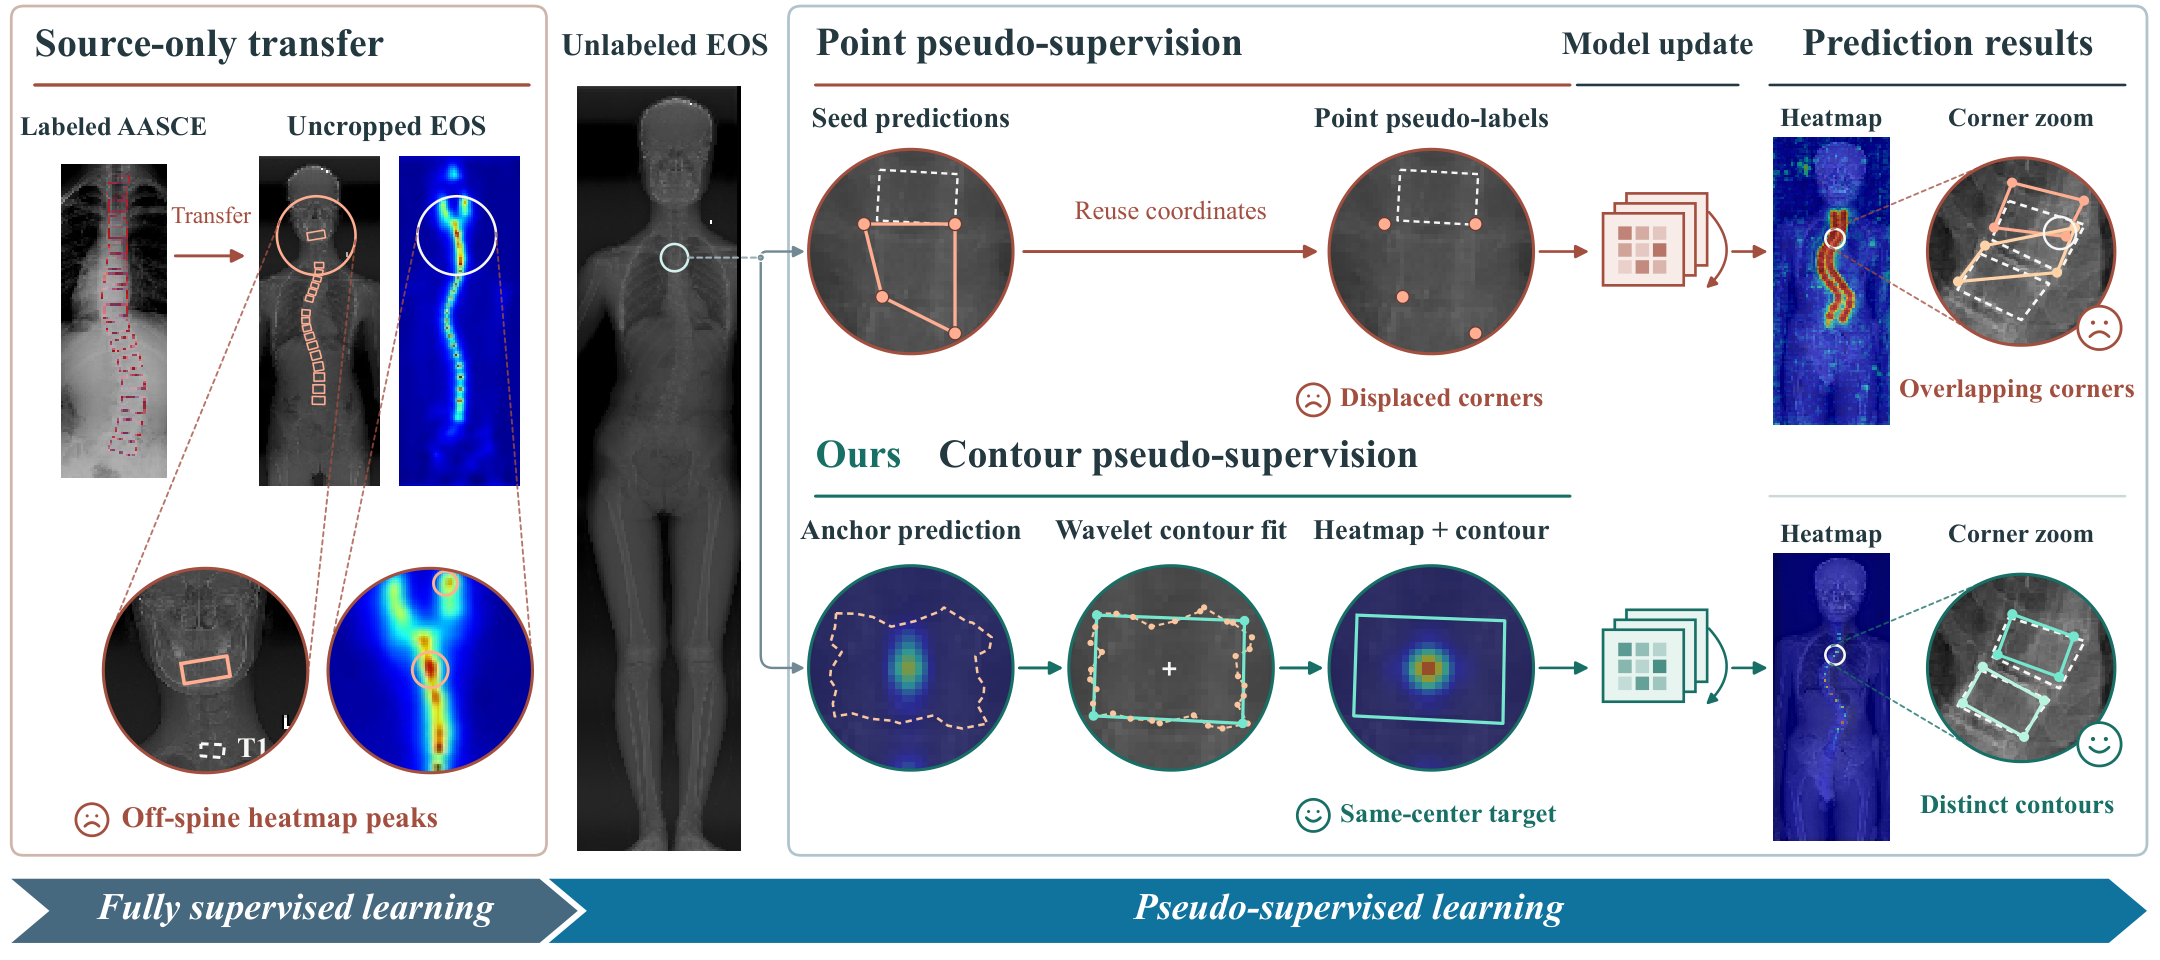 Source-only transfer
Labeled AASCE
Uncropped EOS
Transfer
T1
L
Off-spine heatmap peaks
Unlabeled EOS
Point pseudo-supervision
Model update
Prediction results
Seed predictions
Point pseudo-labels
Heatmap
Corner zoom
Reuse coordinates
Displaced corners
Overlapping corners
Ours Contour pseudo-supervision
Anchor prediction
Wavelet contour fit
Heatmap + contour
Heatmap
Corner zoom
Same-center target
Distinct contours
Fully supervised learning
Pseudo-supervised learning